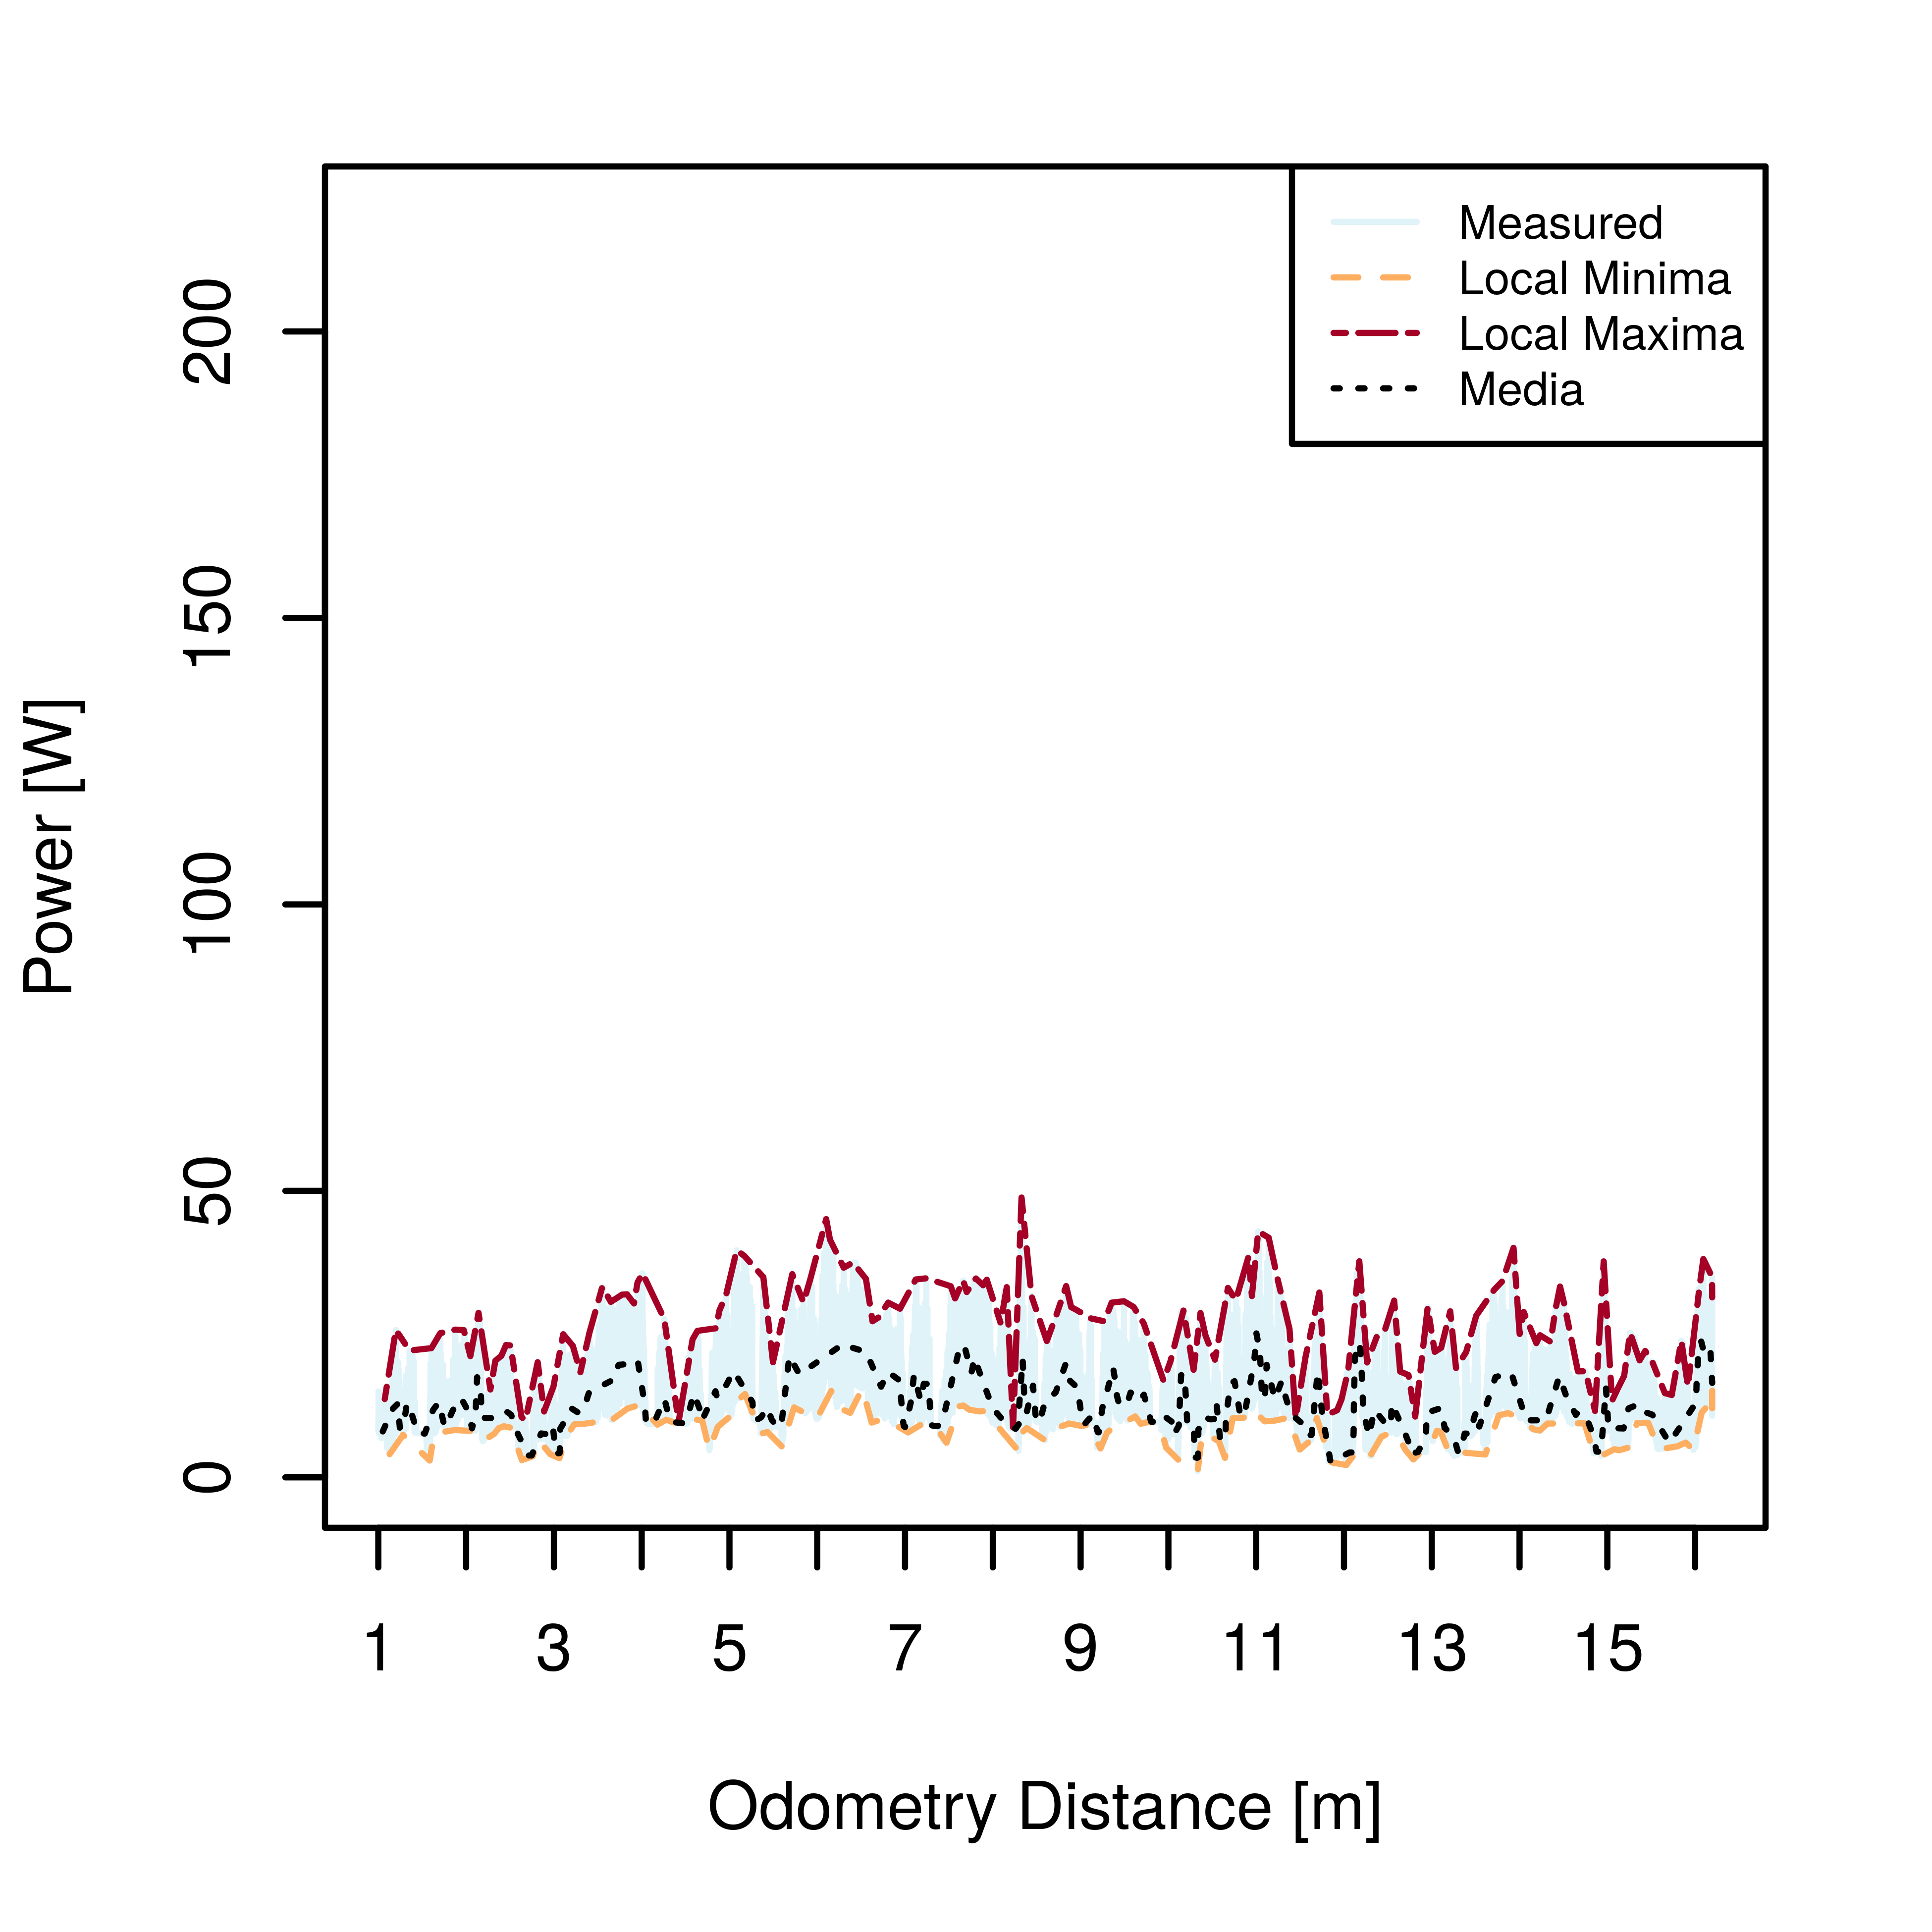 Measured
Local Minima
Local Maxima
Media
Power [W]
200
150
100
50
0
1 3 5 7 9 11 13 15
Odometry Distance [m]